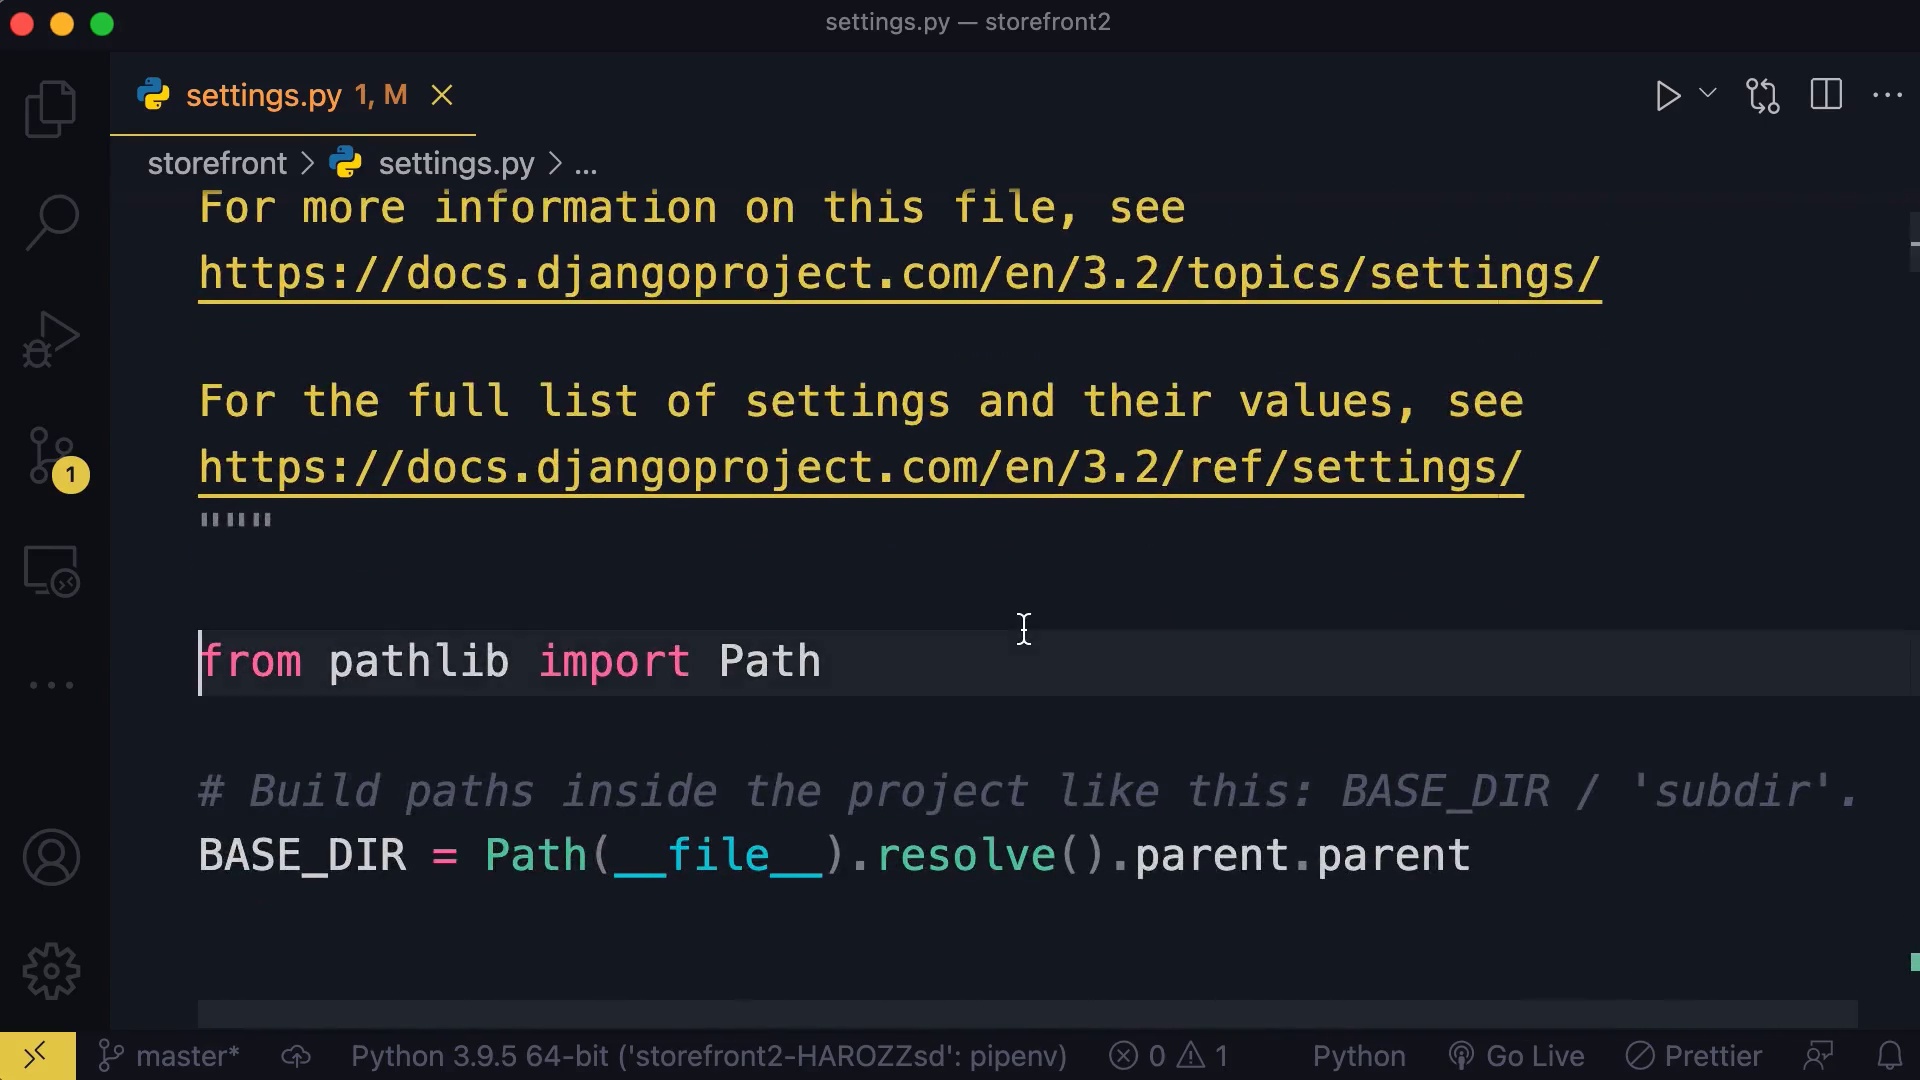 settings.py — storefront2
settings.py 1, M
storefront > settings.py > ...
For more information on this file, see
https://docs.djangoproject.com/en/3.2/topics/settings/
For the full list of settings and their values, see
https://docs.djangoproject.com/en/3.2/ref/settings/
"""
from pathlib import Path
# Build paths inside the project like this: BASE_DIR / 'subdir'.
BASE_DIR = Path(__file__).resolve().parent.parent
1
master* Python 3.9.5 64-bit ('storefront2-HAROZZsd': pipenv) 0 1 Python Go Live Prettier